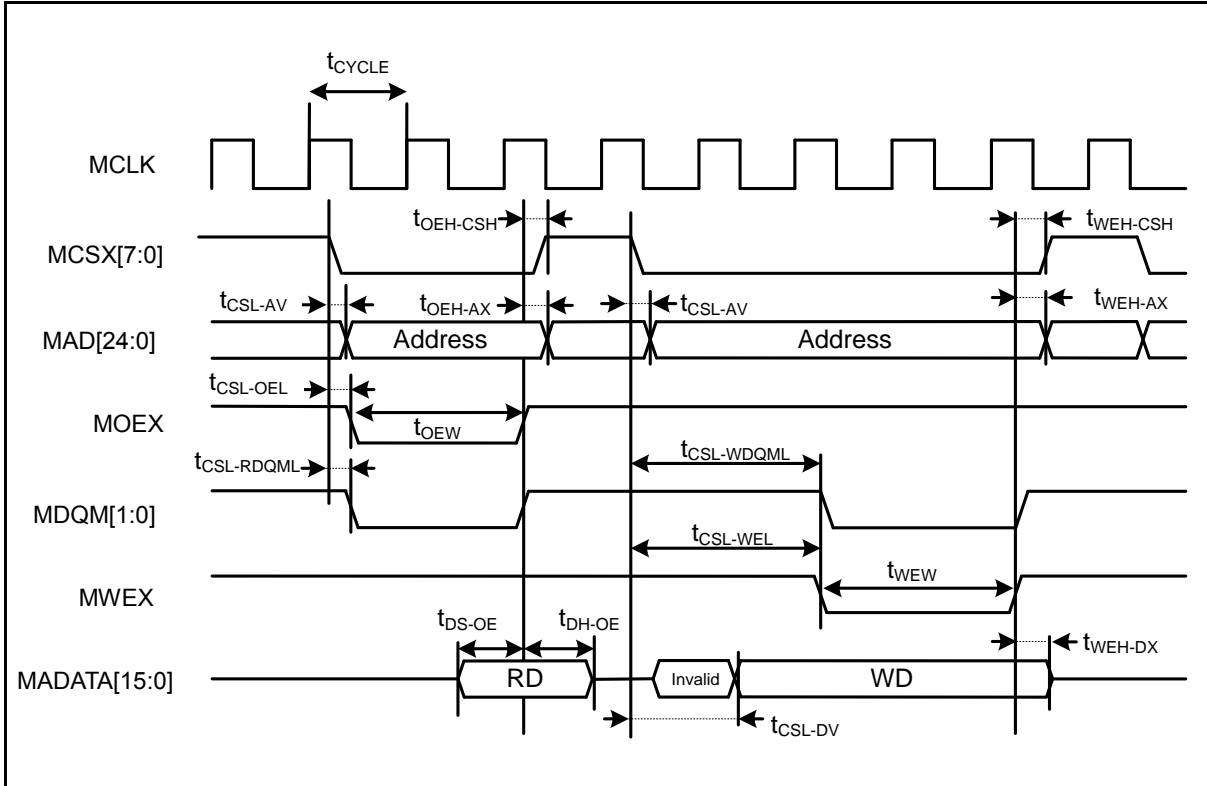 tCYCLE
MCLK
tOEH-CSH
tWEH-CSH
MCSX[7:0]
tCSL-AV
tOEH-AX
tCSL-AV
tWEH-AX
MAD[24:0]
Address
Address
tCSL-OEL
MOEX
tOEW
tCSL-WDQML
tCSL-RDQML
MDQM[1:0]
tCSL-WEL
tWEW
MWEX
tDS-OE
tDH-OE
tWEH-DX
MADATA[15:0]
RD
Invalid
WD
tCSL-DV